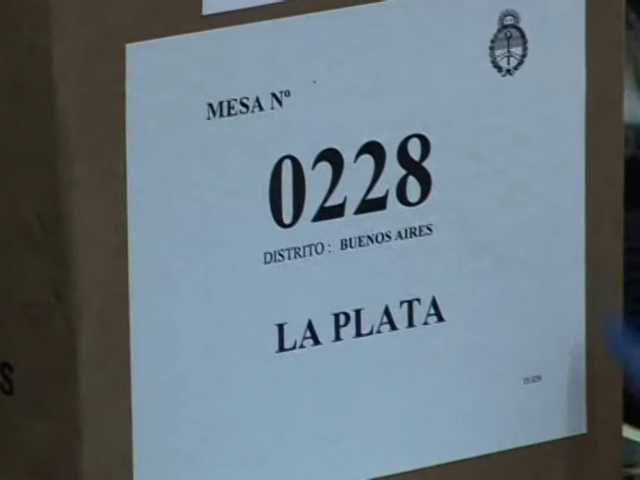 MESA Nº
0228
DISTRITO : BUENOS AIRES
LA PLATA